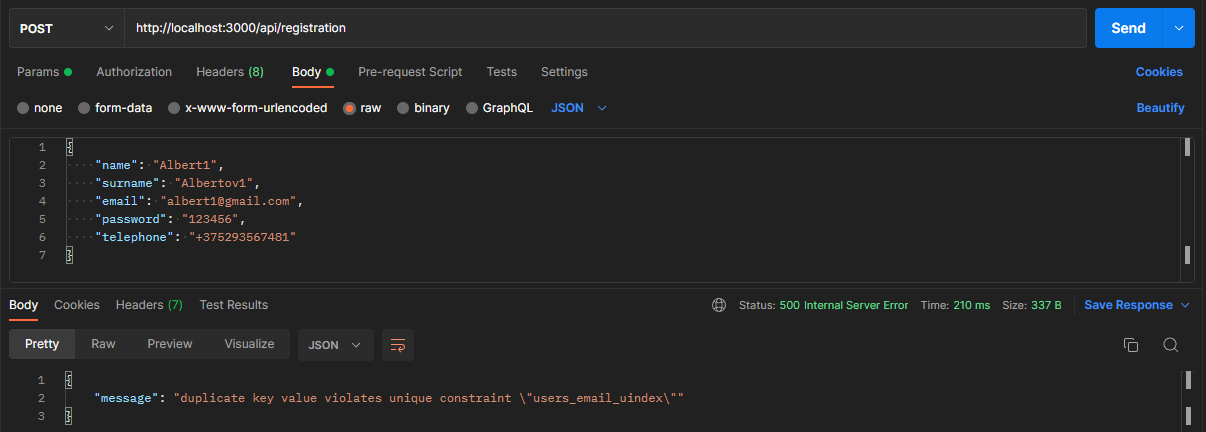 POST http://localhost:3000/api/registration Send
Params Authorization Headers (8) Body Pre-request Script Tests Settings Cookies
none form-data x-www-form-urlencoded raw binary GraphQL JSON Beautify
1 {
2 "name": "Albert1",
3 "surname": "Albertov1",
4 "email": "albert1@gmail.com",
5 "password": "123456",
6 "telephone": "+375293567481"
7 }
Body Cookies Headers (7) Test Results Status: 500 Internal Server Error Time: 210 ms Size: 337 B Save Response
Pretty Raw Preview Visualize JSON
1 {
2 "message": "duplicate key value violates unique constraint \"users_email_uindex\""
3 }